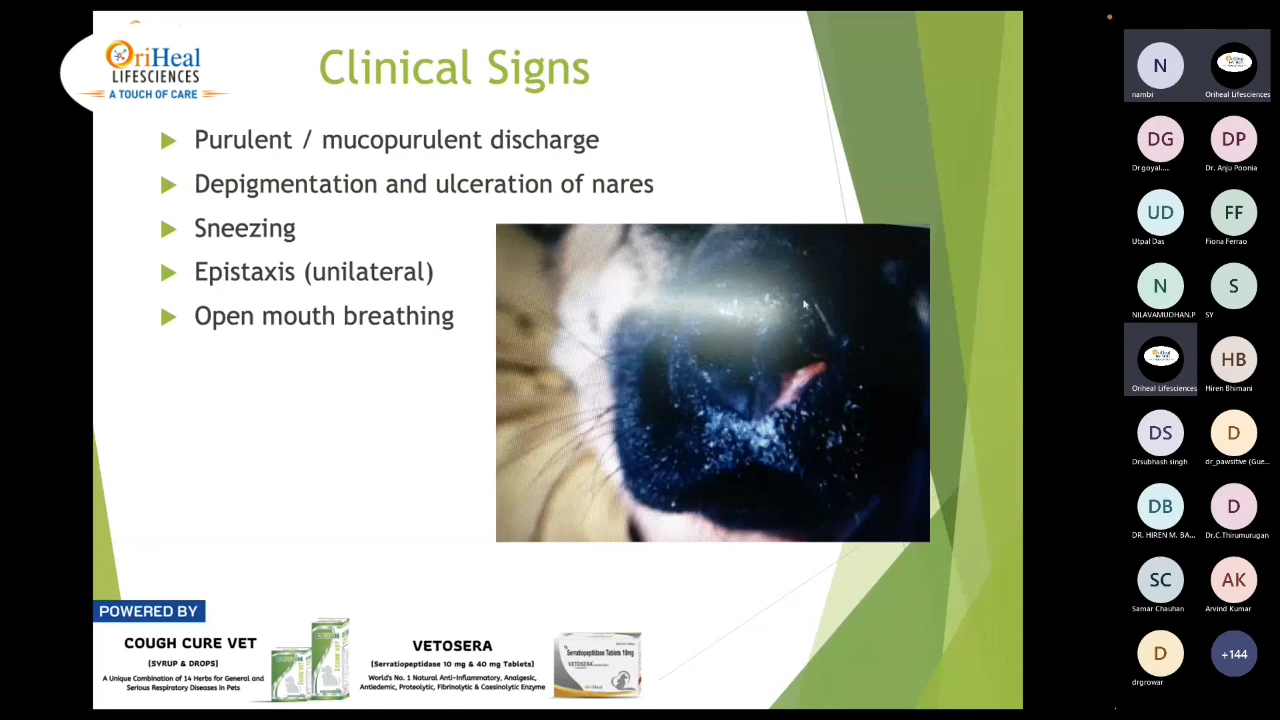 OriHeal
LIFESCIENCES
A TOUCH OF CARE
Clinical Signs
Purulent / mucopurulent discharge
Depigmentation and ulceration of nares
Sneezing
Epistaxis (unilateral)
Open mouth breathing
POWERED BY
COUGH CURE VET
(SYRUP & DROPS)
A Unique Combination of 14 Herbs for General and
Serious Respiratory Diseases in Pets
VETOSERA
(Serratiopeptidase 10 mg & 40 mg Tablets)
World's No. 1 Natural Anti-Inflammatory, Analgesic,
Antiedemic, Proteolytic, Fibrinolytic & Caesinolytic Enzyme
Serratiopeptidase Tablets 10mg
VETOSERA
OriHeal
N
nambi
Oriheal Lifesciences
DG
Dr goyal.....
DP
Dr. Anju Poonia
UD
Utpal Das
FF
Fiona Ferrao
N
NILAVAMUDHAN.P
S
SY
Oriheal Lifesciences
HB
Hiren Bhimani
DS
Drsubhash singh
D
dr_pawsitive (Gue...
DB
DR. HIREN M. BA...
D
Dr.C.Thirumurugan
SC
Samar Chauhan
AK
Arvind Kumar
D
drgrowar
+144